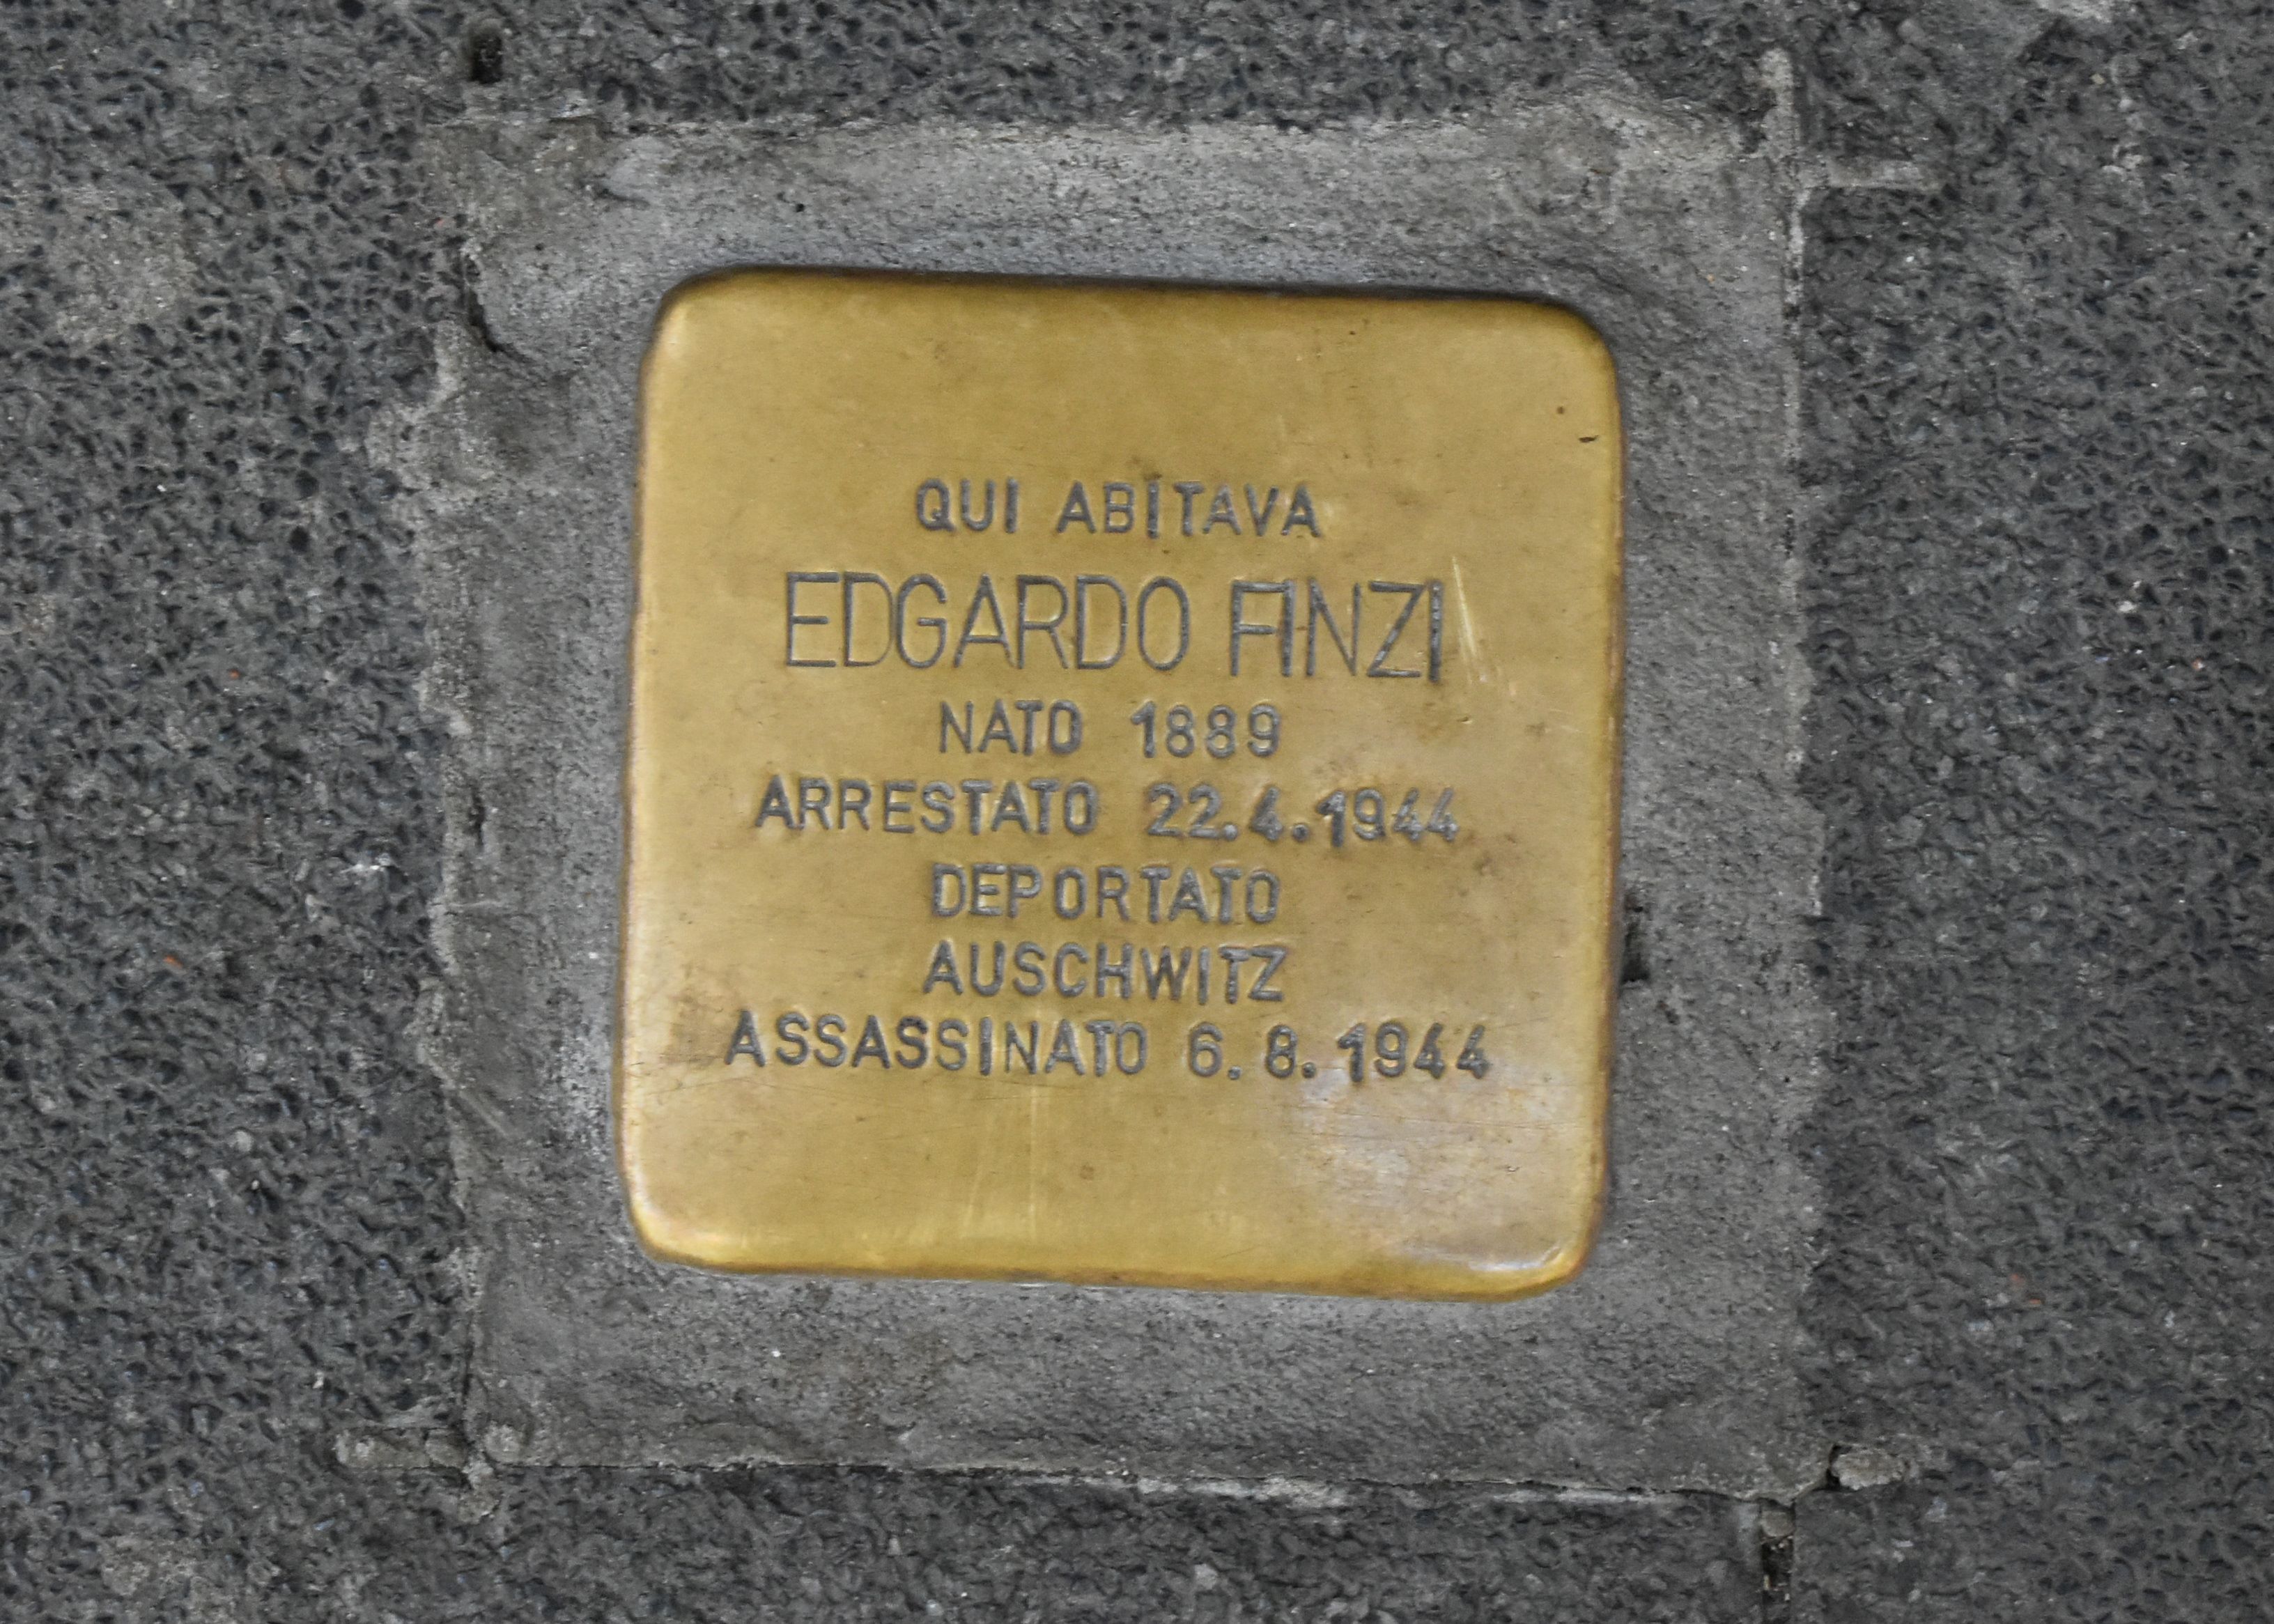 QUI ABITAVA
EDGARDO FINZI
NATO 1889
ARRESTATO 22.4.1944
DEPORTATO
AUSCHWITZ
ASSASSINATO 6.8.1944